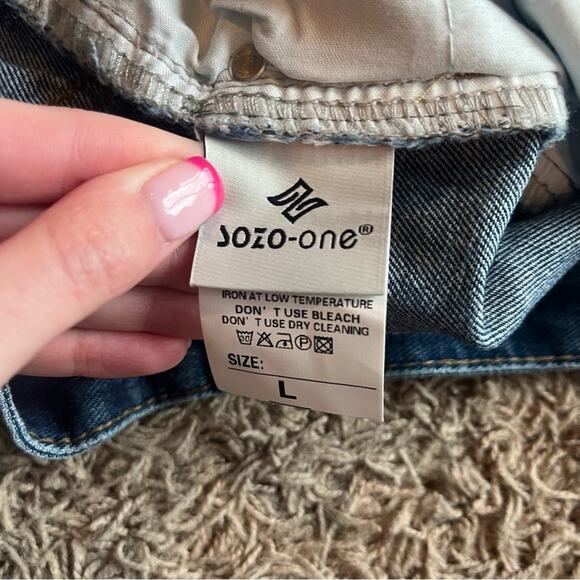 SOZO-one®
IRON AT LOW TEMPERATURE
DON'T USE BLEACH
DON'T USE DRY CLEANING
SIZE:
L